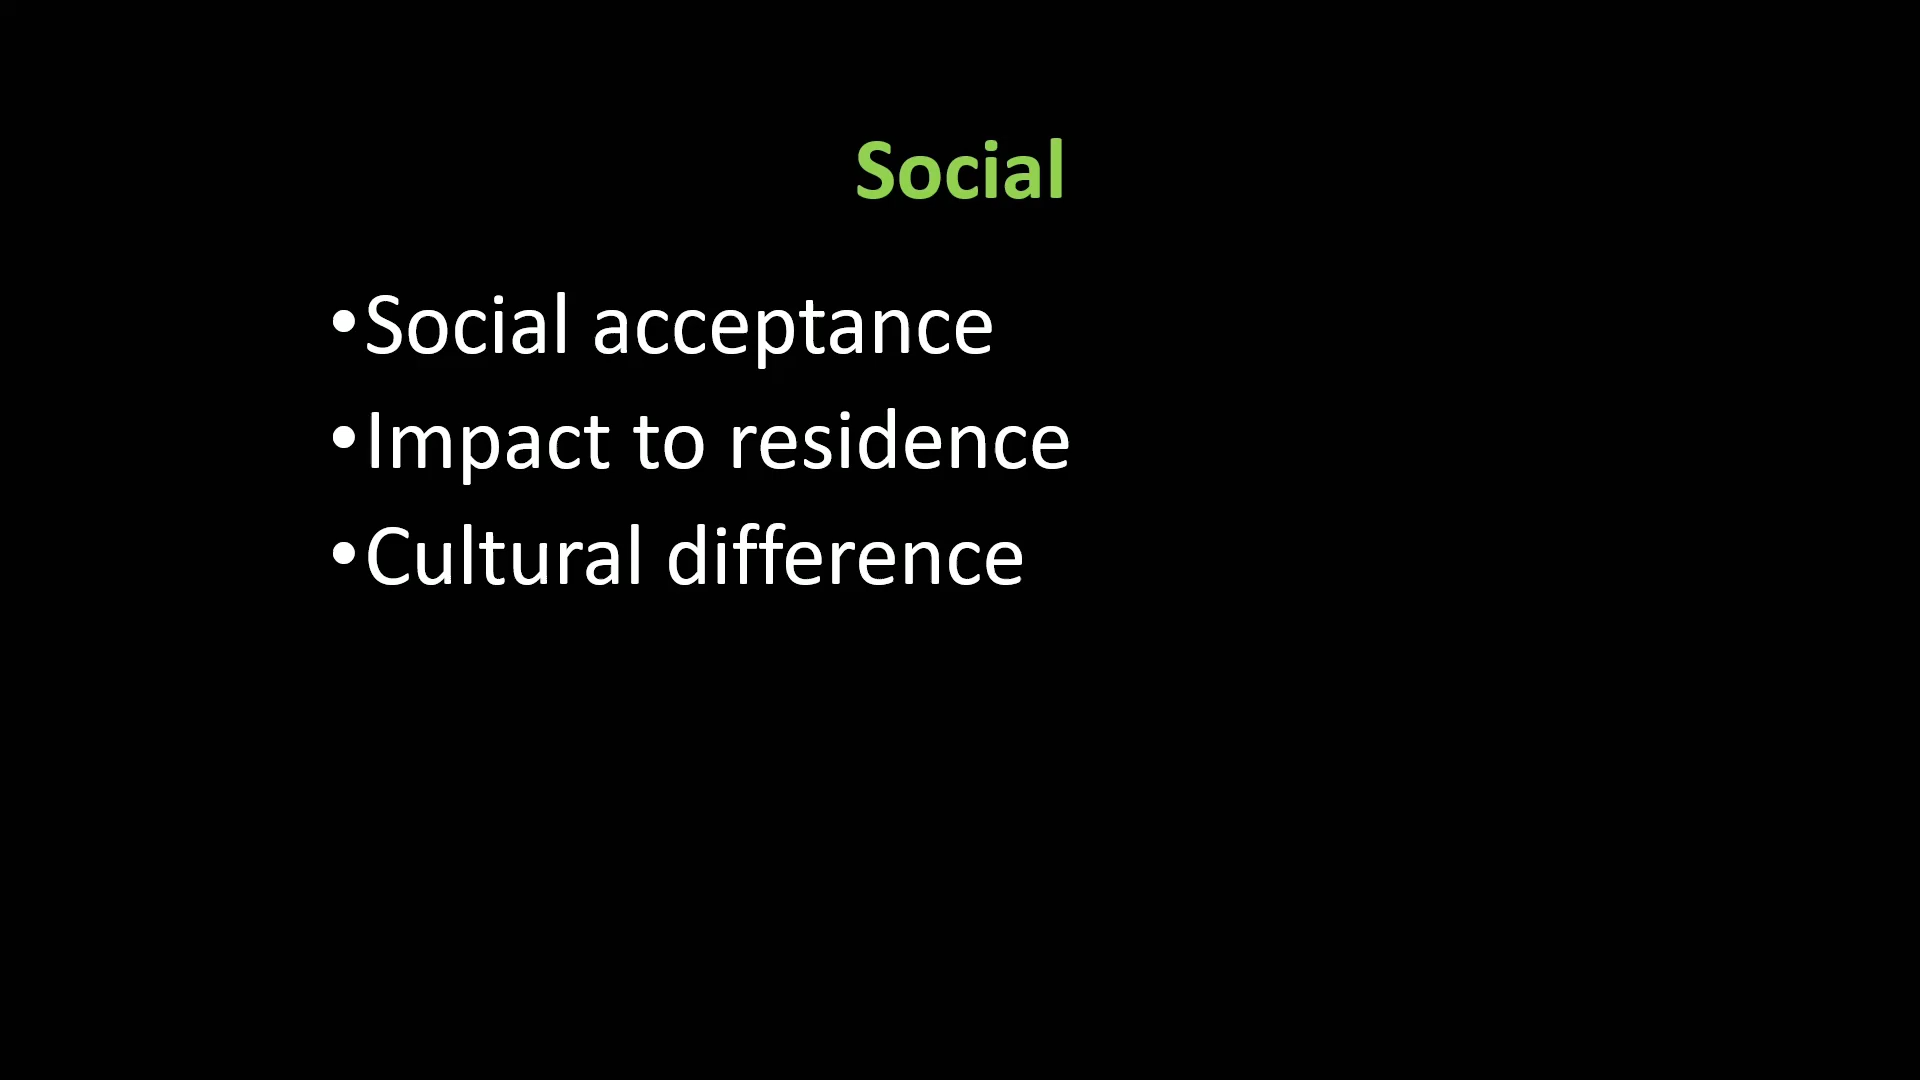 Social
•Social acceptance
•Impact to residence
•Cultural difference